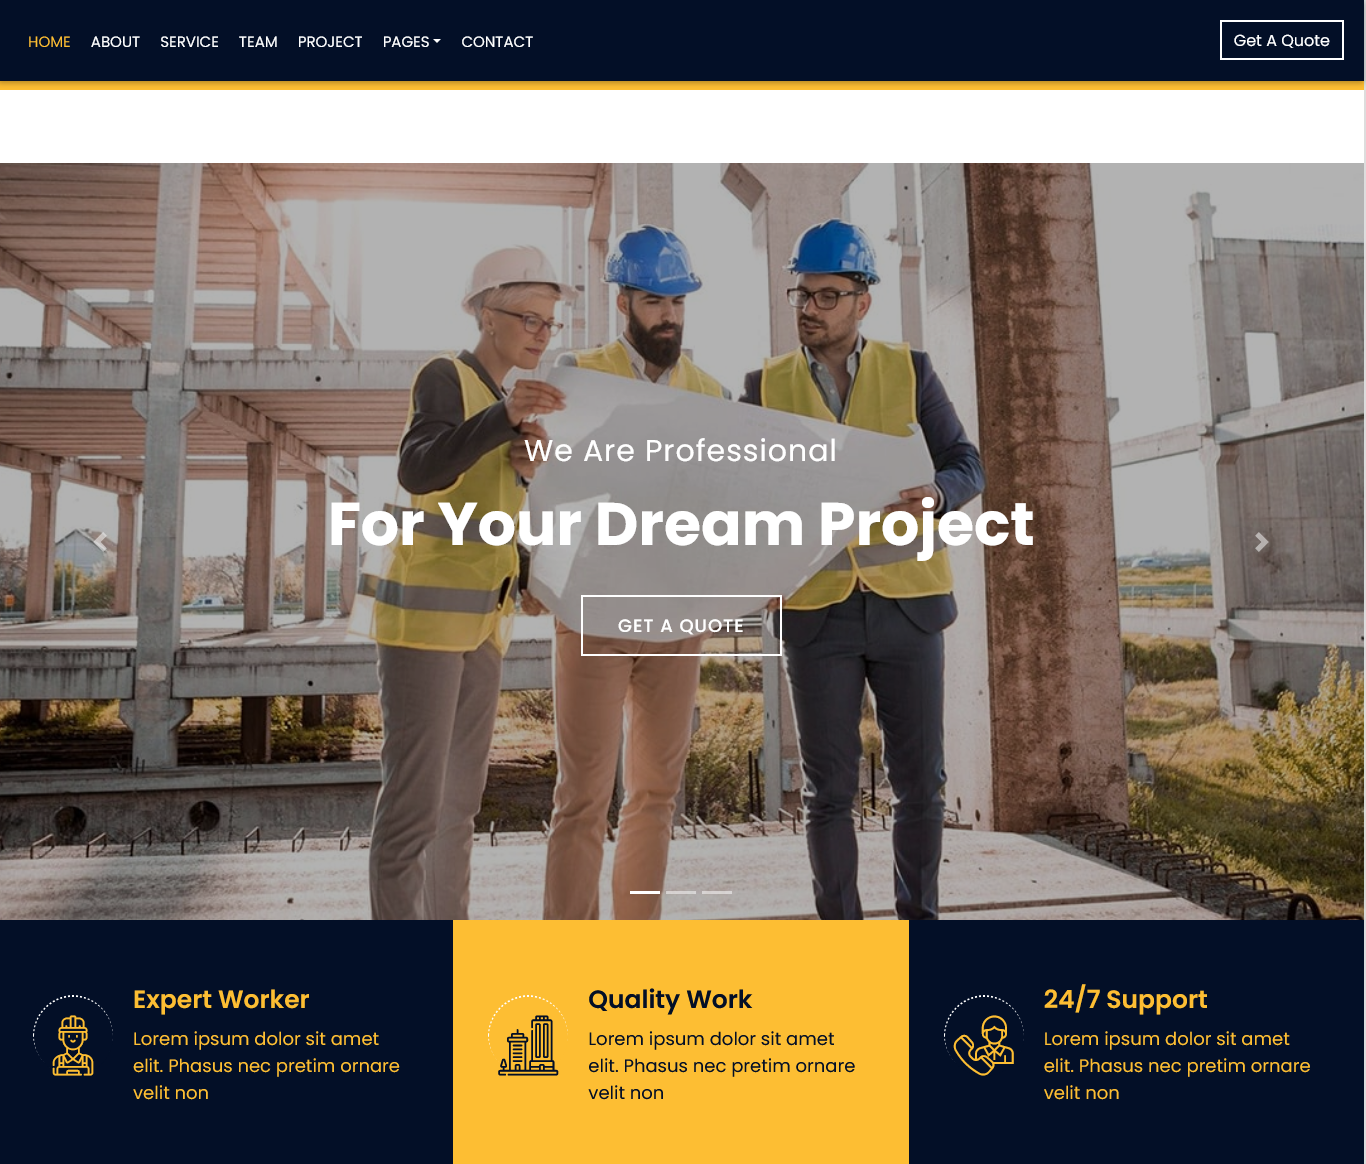 HOME ABOUT SERVICE TEAM PROJECT PAGES CONTACT Get A Quote
We Are Professional
For Your Dream Project
GET A QUOTE
Expert Worker
Lorem ipsum dolor sit amet
elit. Phasus nec pretim ornare
velit non
Quality Work
Lorem ipsum dolor sit amet
elit. Phasus nec pretim ornare
velit non
24/7 Support
Lorem ipsum dolor sit amet
elit. Phasus nec pretim ornare
velit non